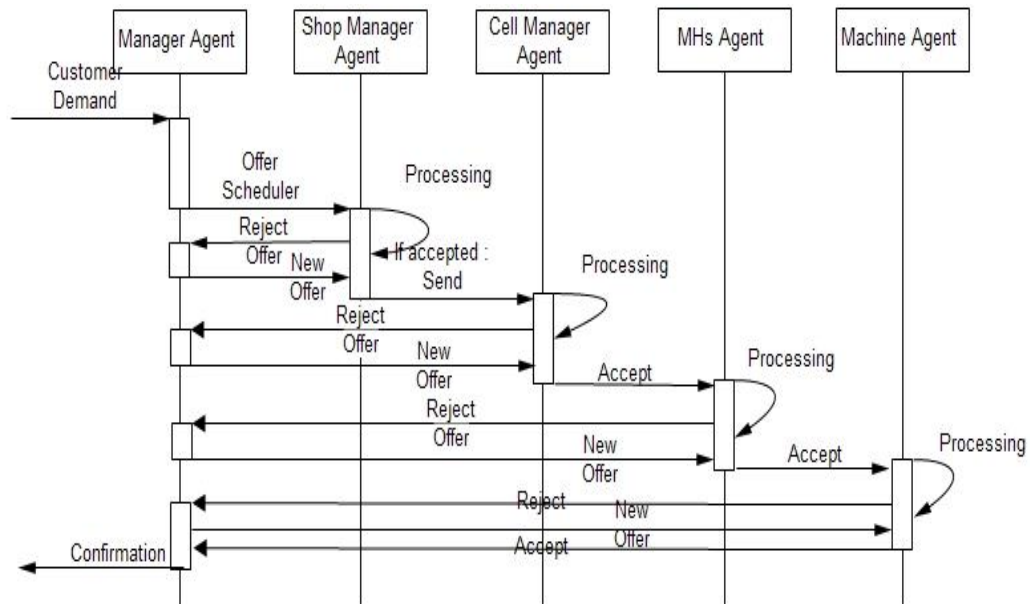 Manager Agent
Shop Manager
Agent
Cell Manager
Agent
MHs Agent
Machine Agent
Customer
Demand
Offer
Scheduler
Processing
Reject
Offer
New
Offer
If accepted :
Send
Processing
Reject
Offer
New
Offer
Accept
Processing
Reject
Offer
New
Offer
Accept
Processing
Reject
New
Offer
Accept
Confirmation